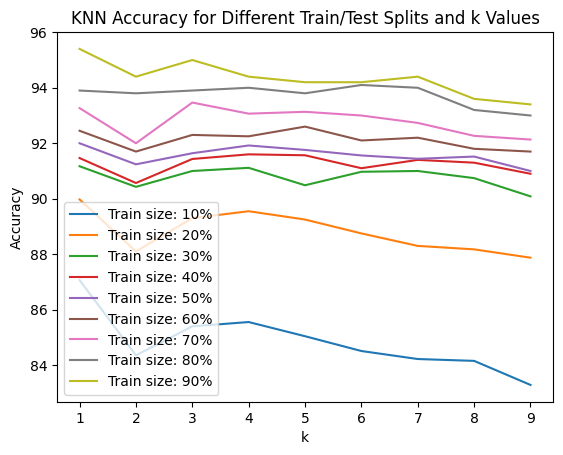 KNN Accuracy for Different Train/Test Splits and k Values
96
94
92
90
88
86
84
Accuracy
Train size: 10%
Train size: 20%
Train size: 30%
Train size: 40%
Train size: 50%
Train size: 60%
Train size: 70%
Train size: 80%
Train size: 90%
1 2 3 4 5 6 7 8 9
k